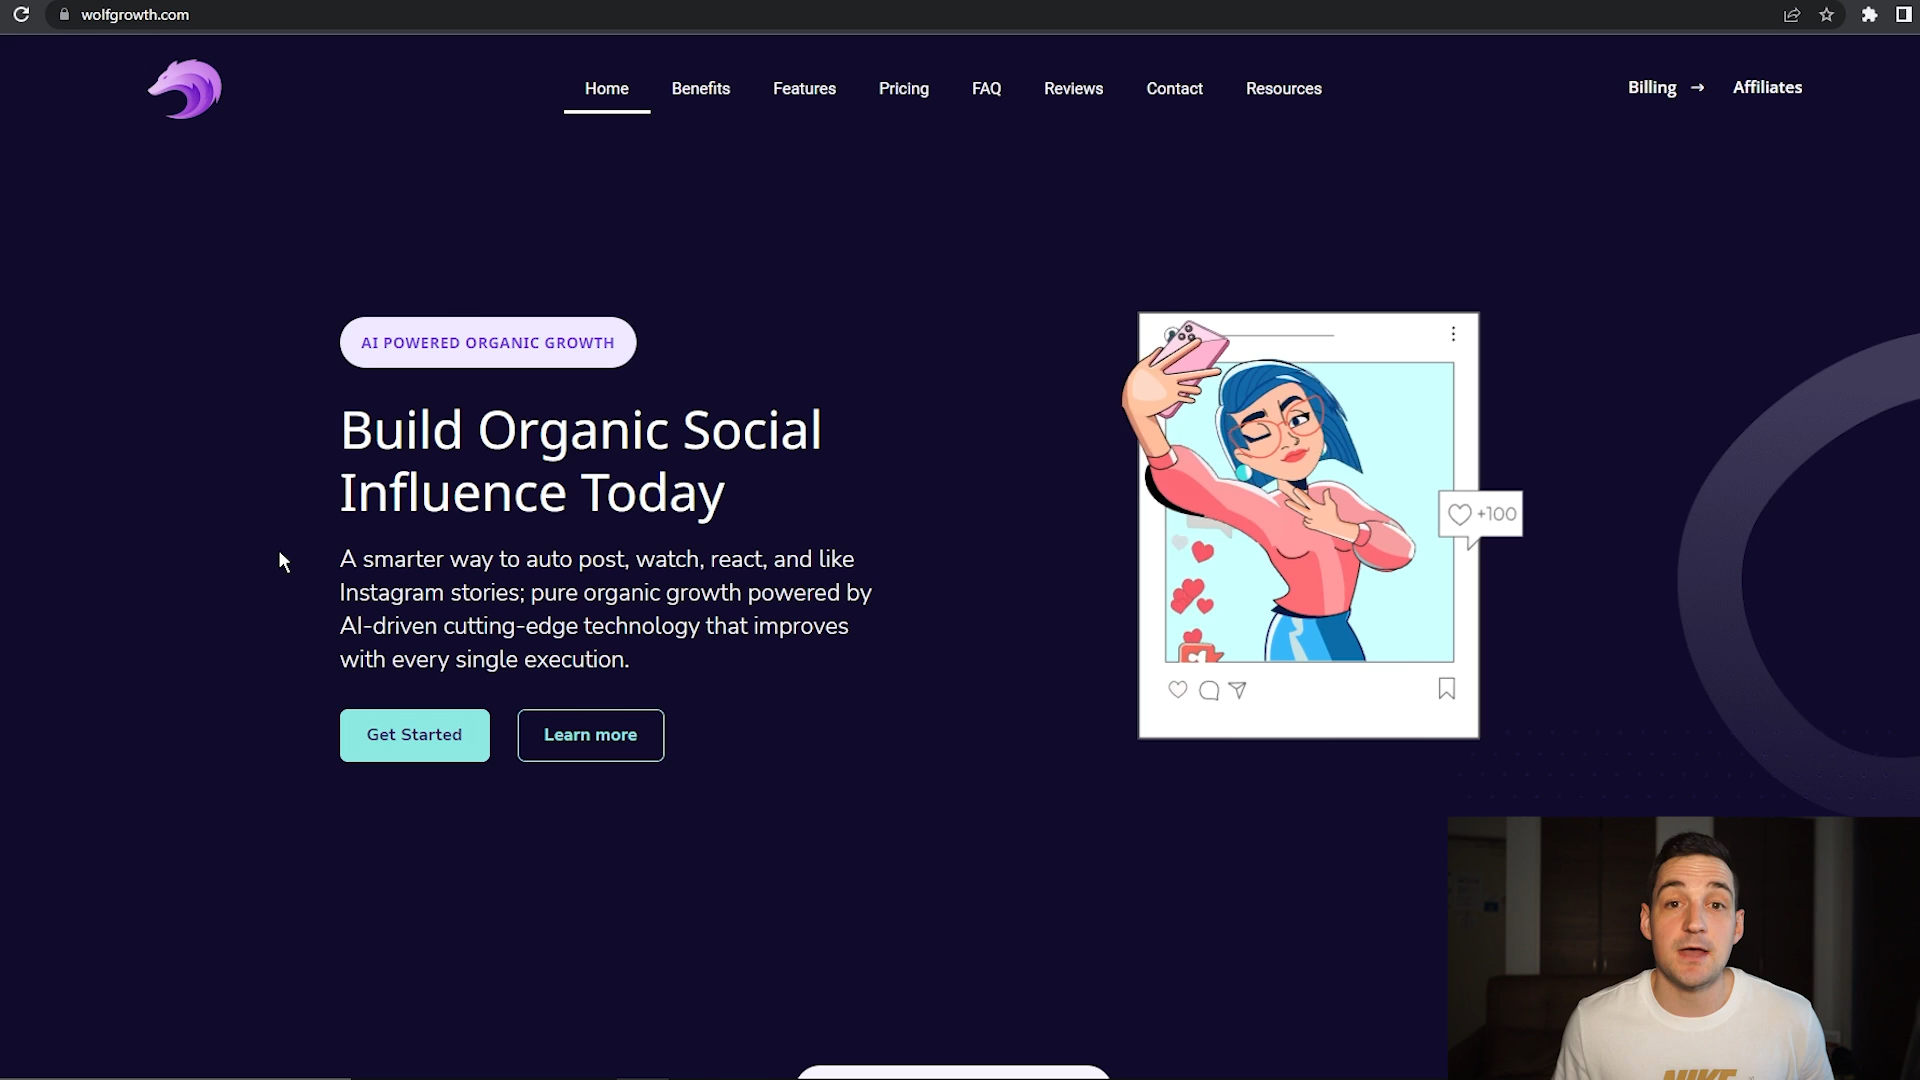 wolfgrowth.com
Home Benefits Features Pricing FAQ Reviews Contact Resources
Billing → Affiliates
AI POWERED ORGANIC GROWTH
Build Organic Social
Influence Today
A smarter way to auto post, watch, react, and like
Instagram stories; pure organic growth powered by
AI-driven cutting-edge technology that improves
with every single execution.
Get Started Learn more
+100
NIKE